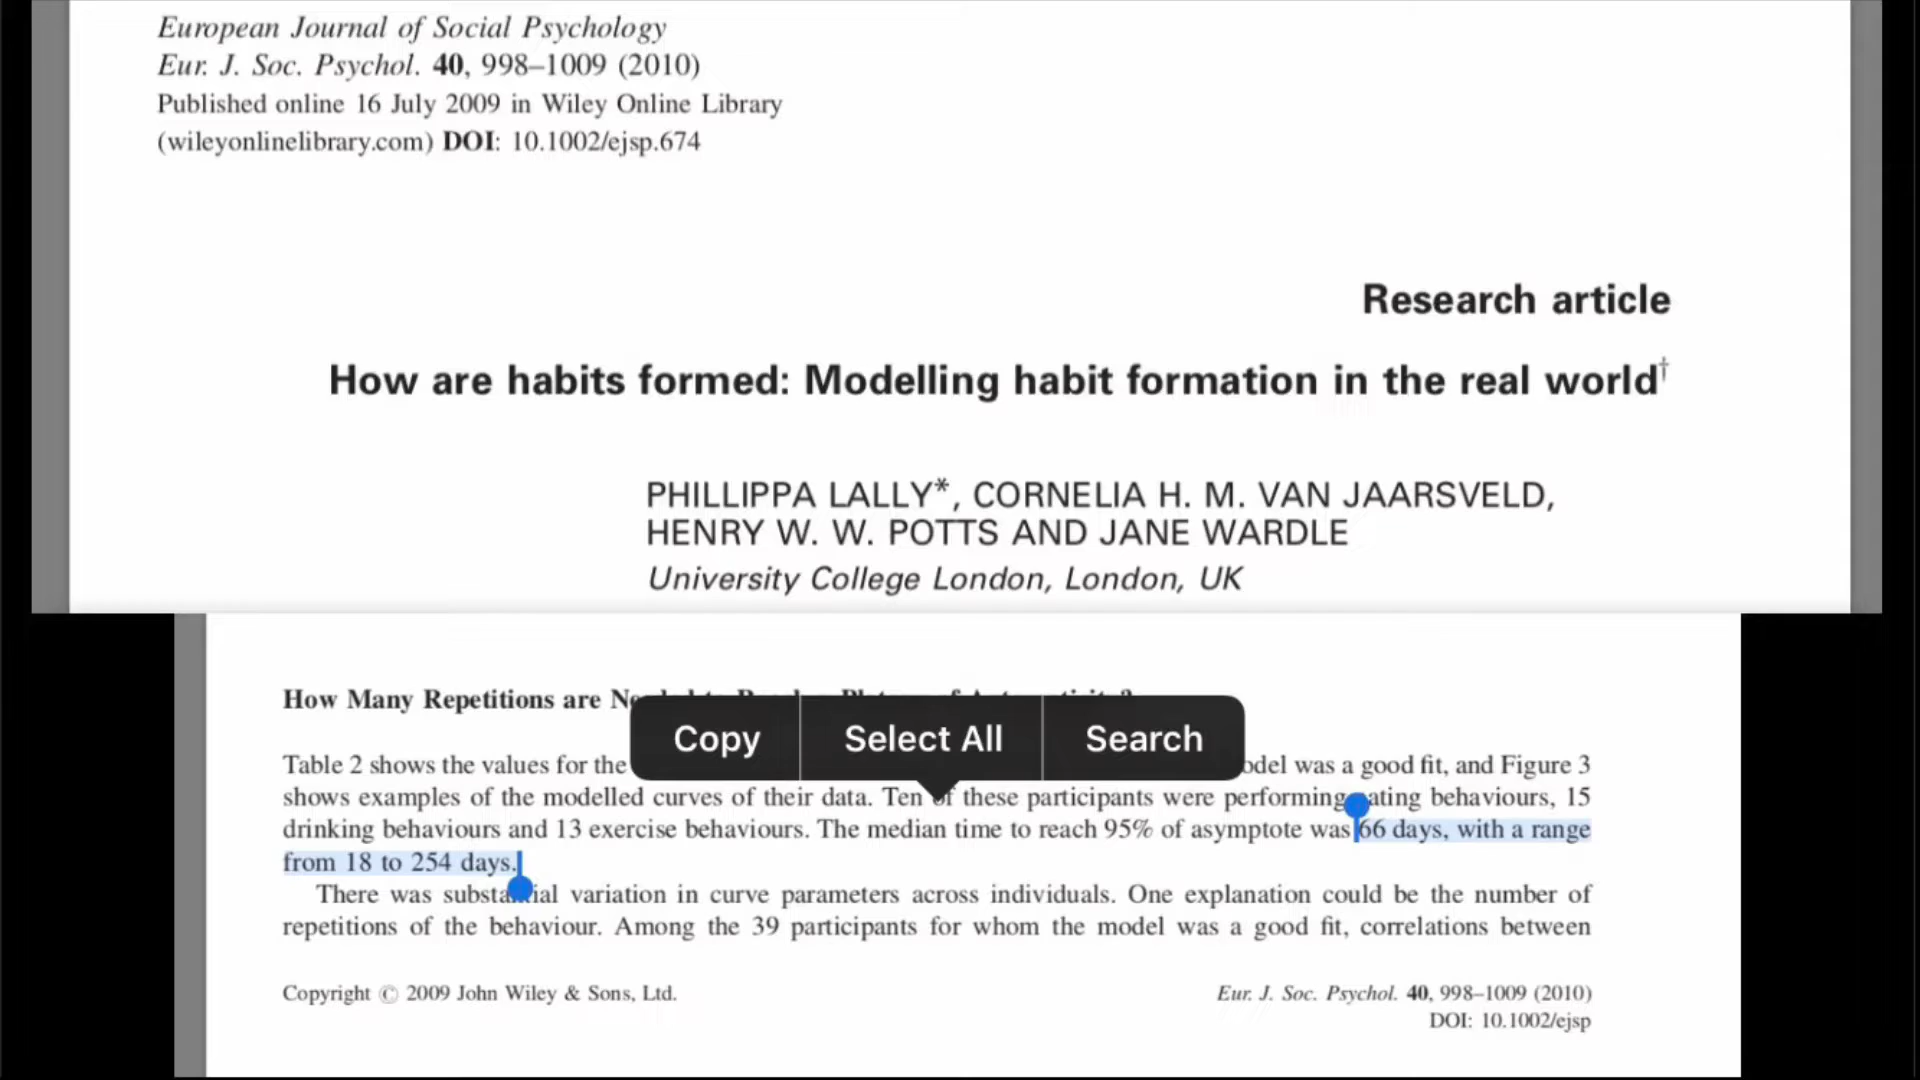 European Journal of Social Psychology
Eur. J. Soc. Psychol. 40, 998–1009 (2010)
Published online 16 July 2009 in Wiley Online Library
(wileyonlinelibrary.com) DOI: 10.1002/ejsp.674
Research article
How are habits formed: Modelling habit formation in the real world†
PHILLIPPA LALLY*, CORNELIA H. M. VAN JAARSVELD,
HENRY W. W. POTTS AND JANE WARDLE
University College London, London, UK
How Many Repetitions are
Copy Select All Search
Table 2 shows the values for the odel was a good fit, and Figure 3
shows examples of the modelled curves of their data. Ten of these participants were performing ating behaviours, 15
drinking behaviours and 13 exercise behaviours. The median time to reach 95% of asymptote was 66 days, with a range
from 18 to 254 days.
There was substantial variation in curve parameters across individuals. One explanation could be the number of
repetitions of the behaviour. Among the 39 participants for whom the model was a good fit, correlations between
Copyright © 2009 John Wiley & Sons, Ltd.
Eur. J. Soc. Psychol. 40, 998–1009 (2010)
DOI: 10.1002/ejsp